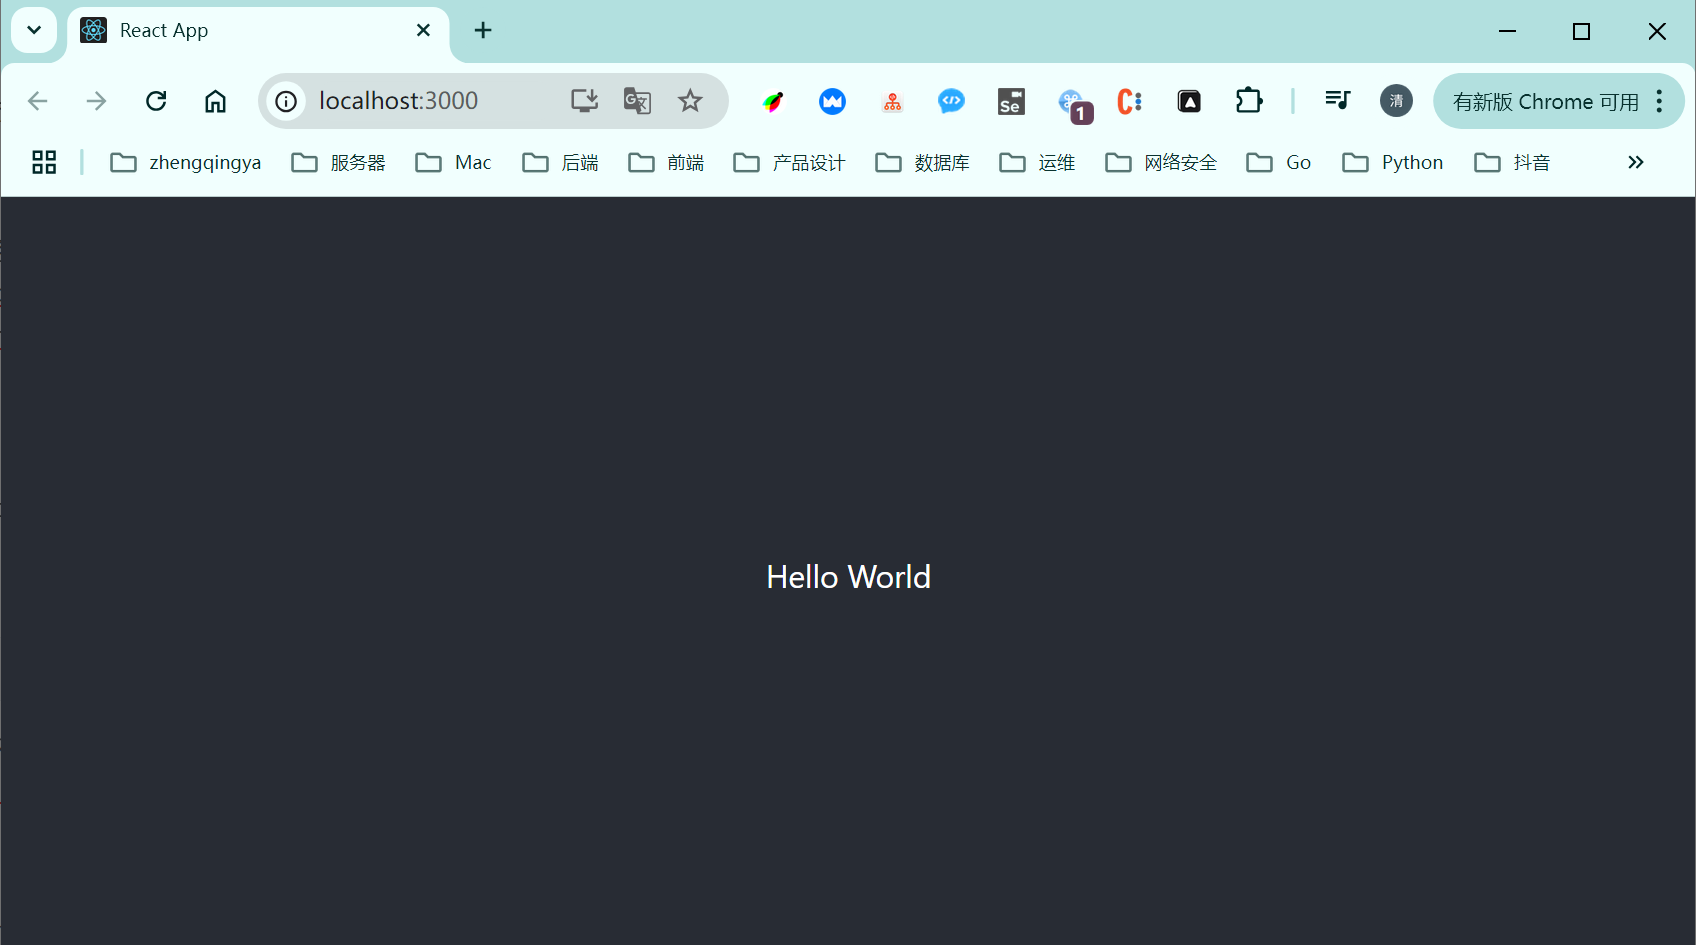 React App
localhost:3000
Se
1
清
有新版 Chrome 可用
zhengqingya 服务器 Mac 后端 前端 产品设计 数据库 运维 网络安全 Go Python 抖音
Hello World